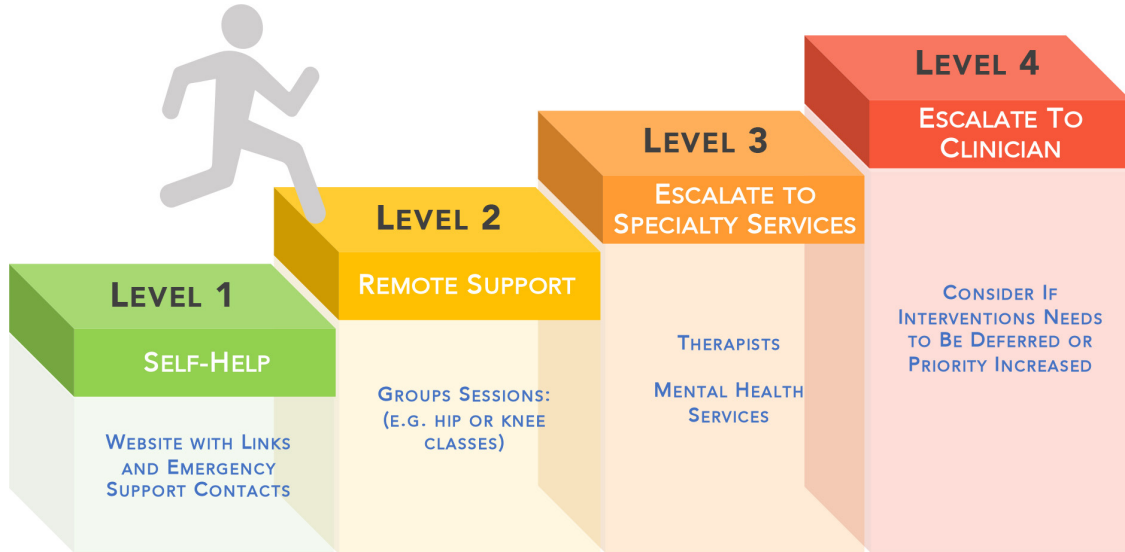 LEVEL 1
SELF-HELP
WEBSITE WITH LINKS
AND EMERGENCY
SUPPORT CONTACTS
LEVEL 2
REMOTE SUPPORT
GROUPS SESSIONS:
(E.G. HIP OR KNEE
CLASSES)
LEVEL 3
ESCALATE TO
SPECIALTY SERVICES
THERAPISTS
MENTAL HEALTH
SERVICES
LEVEL 4
ESCALATE TO
CLINICIAN
CONSIDER IF
INTERVENTIONS NEEDS
TO BE DEFERRED OR
PRIORITY INCREASED